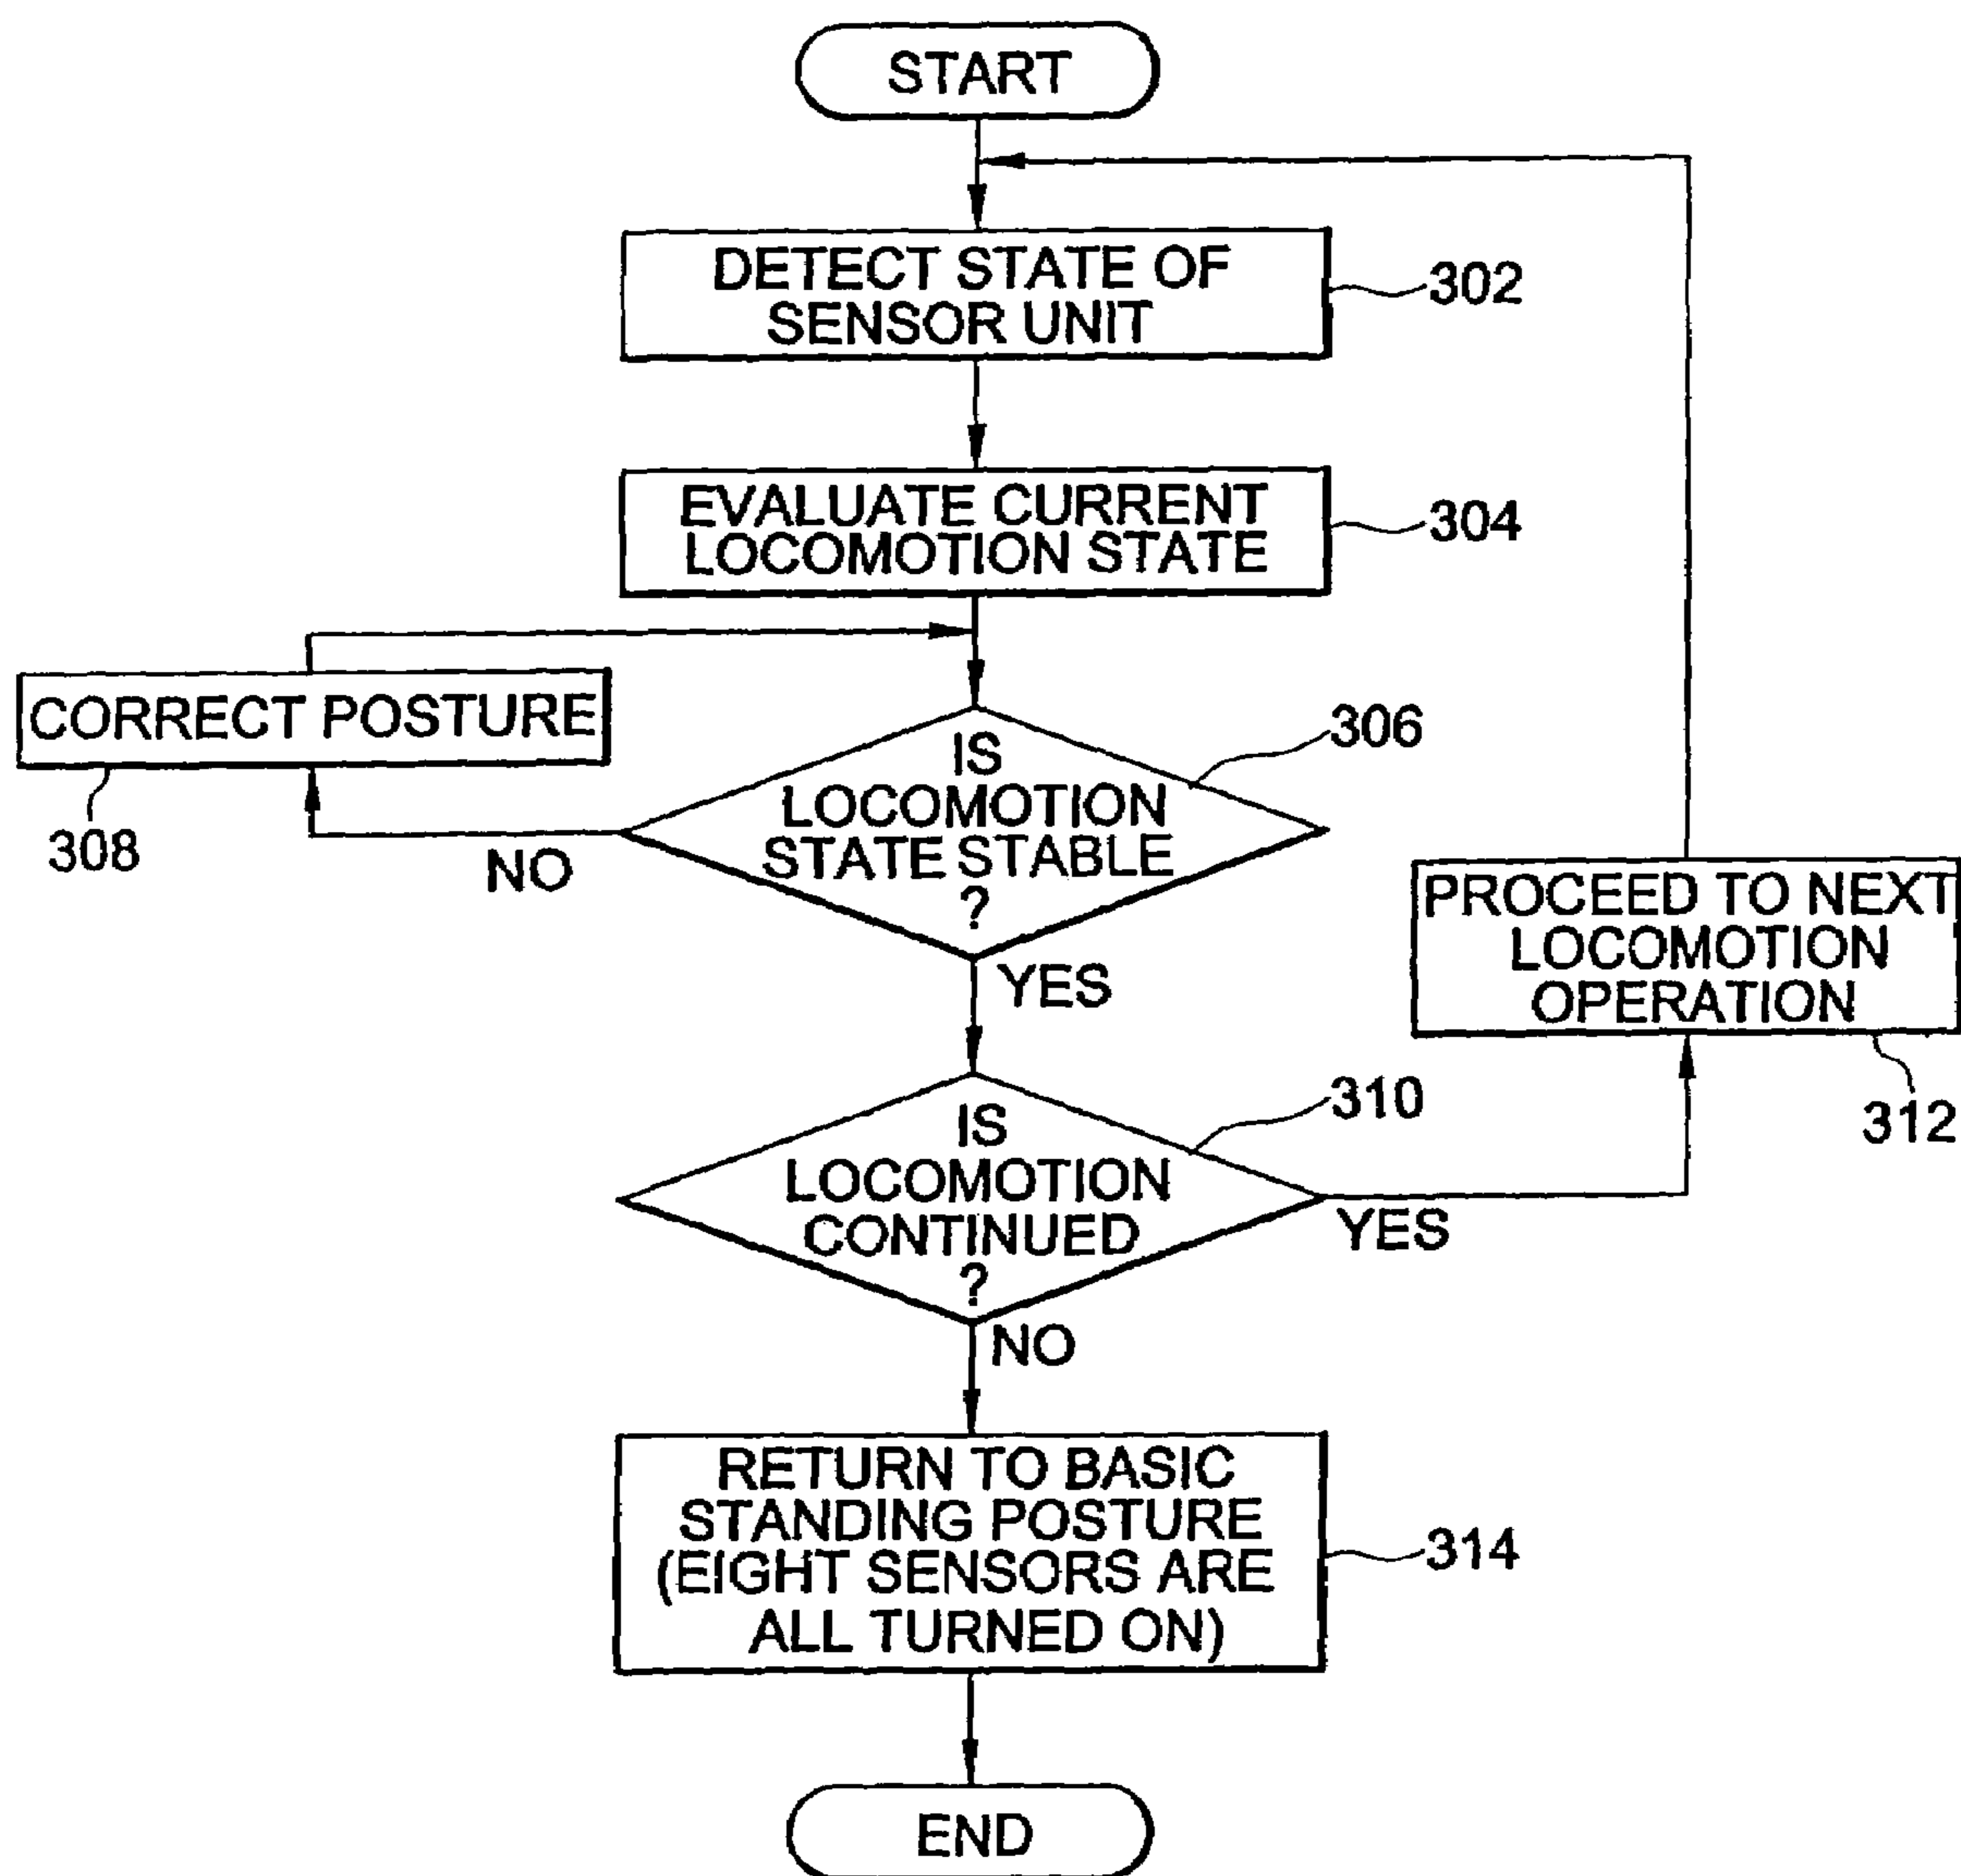 START
DETECT STATE OF
SENSOR UNIT
302
EVALUATE CURRENT
LOCOMOTION STATE
304
CORRECT POSTURE
308
IS
LOCOMOTION
STATE STABLE
?
306
NO
YES
PROCEED TO NEXT
LOCOMOTION
OPERATION
312
IS
LOCOMOTION
CONTINUED
?
310
YES
NO
RETURN TO BASIC
STANDING POSTURE
(EIGHT SENSORS ARE
ALL TURNED ON)
314
END